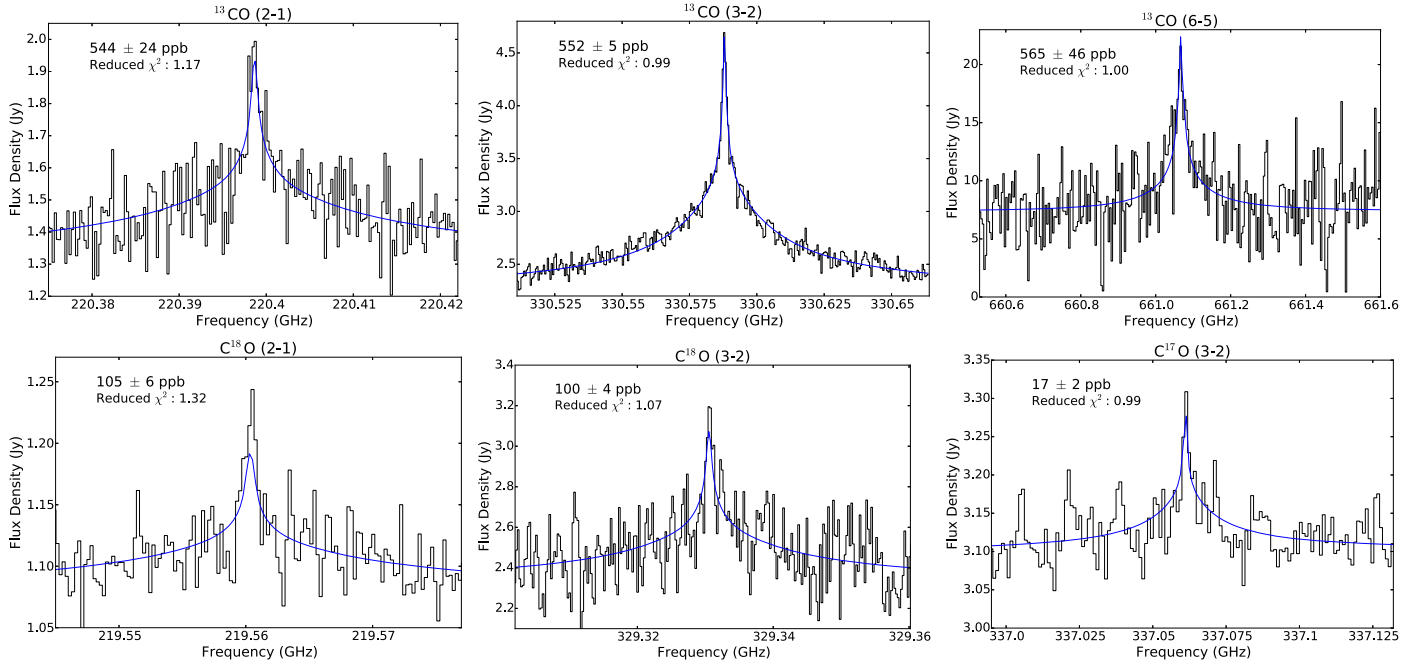 ¹³CO (2-1)
544 ± 24 ppb
Reduced χ² : 1.17
Flux Density (Jy)
2.0
1.9
1.8
1.7
1.6
1.5
1.4
1.3
1.2
220.38
220.39
220.4
220.41
220.42
Frequency (GHz)
¹³CO (3-2)
552 ± 5 ppb
Reduced χ² : 0.99
Flux Density (Jy)
4.5
4.0
3.5
3.0
2.5
330.525
330.55
330.575
330.6
330.625
330.65
Frequency (GHz)
¹³CO (6-5)
565 ± 46 ppb
Reduced χ² : 1.00
Flux Density (Jy)
20
15
10
5
0
660.6
660.8
661.0
661.2
661.4
661.6
Frequency (GHz)
C¹⁸O (2-1)
105 ± 6 ppb
Reduced χ² : 1.32
Flux Density (Jy)
1.25
1.20
1.15
1.10
1.05
219.55
219.56
219.57
Frequency (GHz)
C¹⁸O (3-2)
100 ± 4 ppb
Reduced χ² : 1.07
Flux Density (Jy)
3.4
3.2
3.0
2.8
2.6
2.4
2.2
329.32
329.34
329.36
Frequency (GHz)
C¹⁷O (3-2)
17 ± 2 ppb
Reduced χ² : 0.99
Flux Density (Jy)
3.35
3.30
3.25
3.20
3.15
3.10
3.05
3.00
337.0
337.025
337.05
337.075
337.1
337.125
Frequency (GHz)